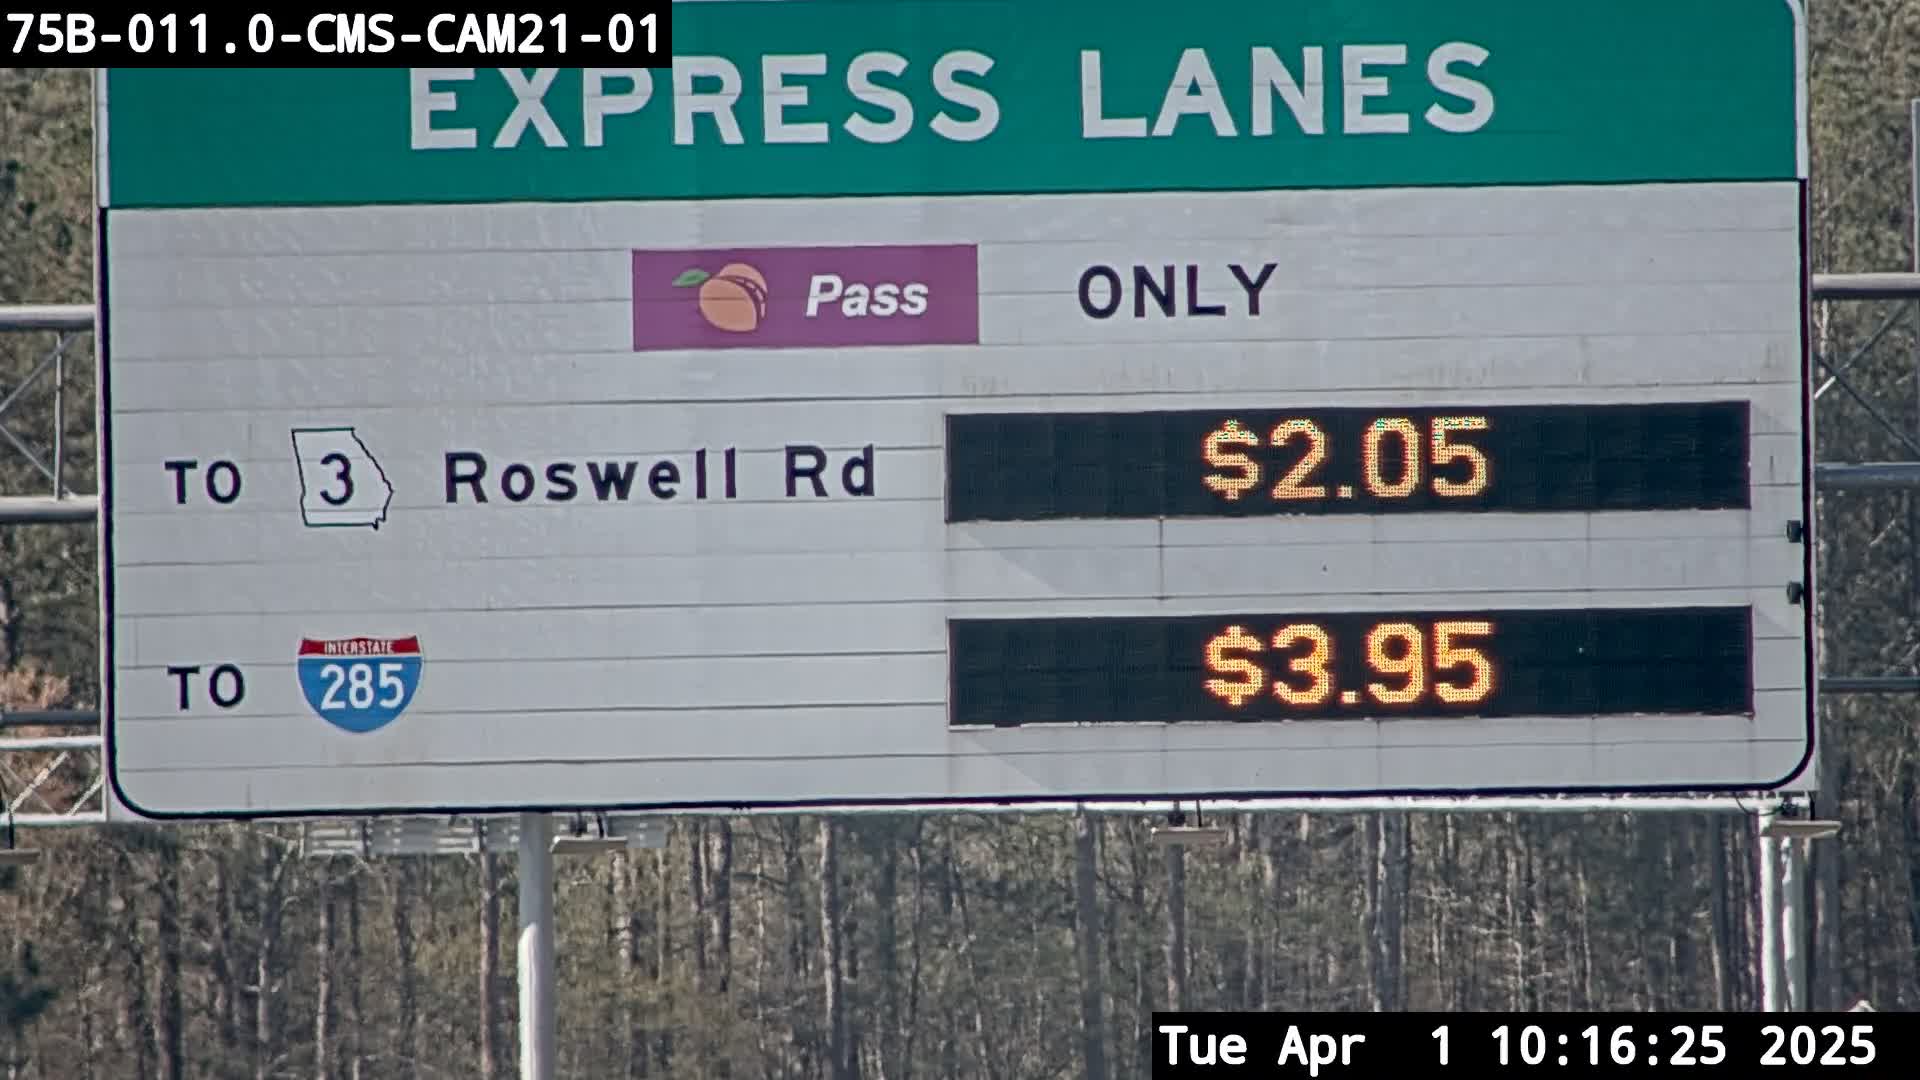 75B-011.0-CMS-CAM21-01
EXPRESS LANES
Pass ONLY
TO 3 Roswell Rd $2.05
INTERSTATE
TO 285 $3.95
Tue Apr 1 10:16:25 2025